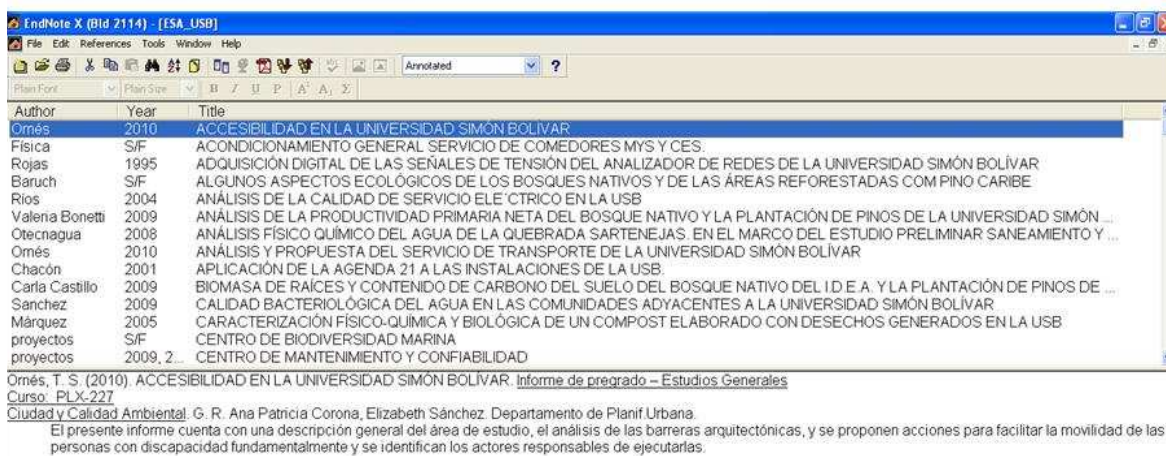 EndNote X (Bld 2114) - [ESA_USB]
File Edit References Tools Window Help
Annotated ?
Plain Font Plain Size B I U P A¹ A₁ Σ
Author Year Title
Ornés 2010 ACCESIBILIDAD EN LA UNIVERSIDAD SIMÓN BOLÍVAR
Física S/F ACONDICIONAMIENTO GENERAL SERVICIO DE COMEDORES MYS Y CES.
Rojas 1995 ADQUISICIÓN DIGITAL DE LAS SEÑALES DE TENSIÓN DEL ANALIZADOR DE REDES DE LA UNIVERSIDAD SIMÓN BOLÍVAR
Baruch S/F ALGUNOS ASPECTOS ECOLÓGICOS DE LOS BOSQUES NATIVOS Y DE LAS ÁREAS REFORESTADAS COM PINO CARIBE
Rios 2004 ANÁLISIS DE LA CALIDAD DE SERVICIO ELE´CTRICO EN LA USB
Valeria Bonetti 2009 ANÁLISIS DE LA PRODUCTIVIDAD PRIMARIA NETA DEL BOSQUE NATIVO Y LA PLANTACIÓN DE PINOS DE LA UNIVERSIDAD SIMÓN ...
Otecnagua 2008 ANÁLISIS FÍSICO QUÍMICO DEL AGUA DE LA QUEBRADA SARTENEJAS. EN EL MARCO DEL ESTUDIO PRELIMINAR SANEAMIENTO Y ...
Ornés 2010 ANÁLISIS Y PROPUESTA DEL SERVICIO DE TRANSPORTE DE LA UNIVERSIDAD SIMÓN BOLÍVAR
Chacón 2001 APLICACIÓN DE LA AGENDA 21 A LAS INSTALACIONES DE LA USB.
Carla Castillo 2009 BIOMASA DE RAÍCES Y CONTENIDO DE CARBONO DEL SUELO DEL BOSQUE NATIVO DEL I.D.E.A. Y LA PLANTACIÓN DE PINOS DE ...
Sanchez 2009 CALIDAD BACTERIOLÓGICA DEL AGUA EN LAS COMUNIDADES ADYACENTES A LA UNIVERSIDAD SIMÓN BOLÍVAR
Márquez 2005 CARACTERIZACIÓN FÍSICO-QUÍMICA Y BIOLÓGICA DE UN COMPOST ELABORADO CON DESECHOS GENERADOS EN LA USB
proyectos S/F CENTRO DE BIODIVERSIDAD MARINA
proyectos 2009, 2... CENTRO DE MANTENIMIENTO Y CONFIABILIDAD
Ornés, T. S. (2010). ACCESIBILIDAD EN LA UNIVERSIDAD SIMÓN BOLÍVAR. Informe de pregrado – Estudios Generales
Curso: PLX-227
Ciudad y Calidad Ambiental. G. R. Ana Patricia Corona, Elizabeth Sánchez. Departamento de Planif.Urbana.
El presente informe cuenta con una descripción general del área de estudio, el análisis de las barreras arquitectónicas, y se proponen acciones para facilitar la movilidad de las
personas con discapacidad fundamentalmente y se identifican los actores responsables de ejecutarlas.